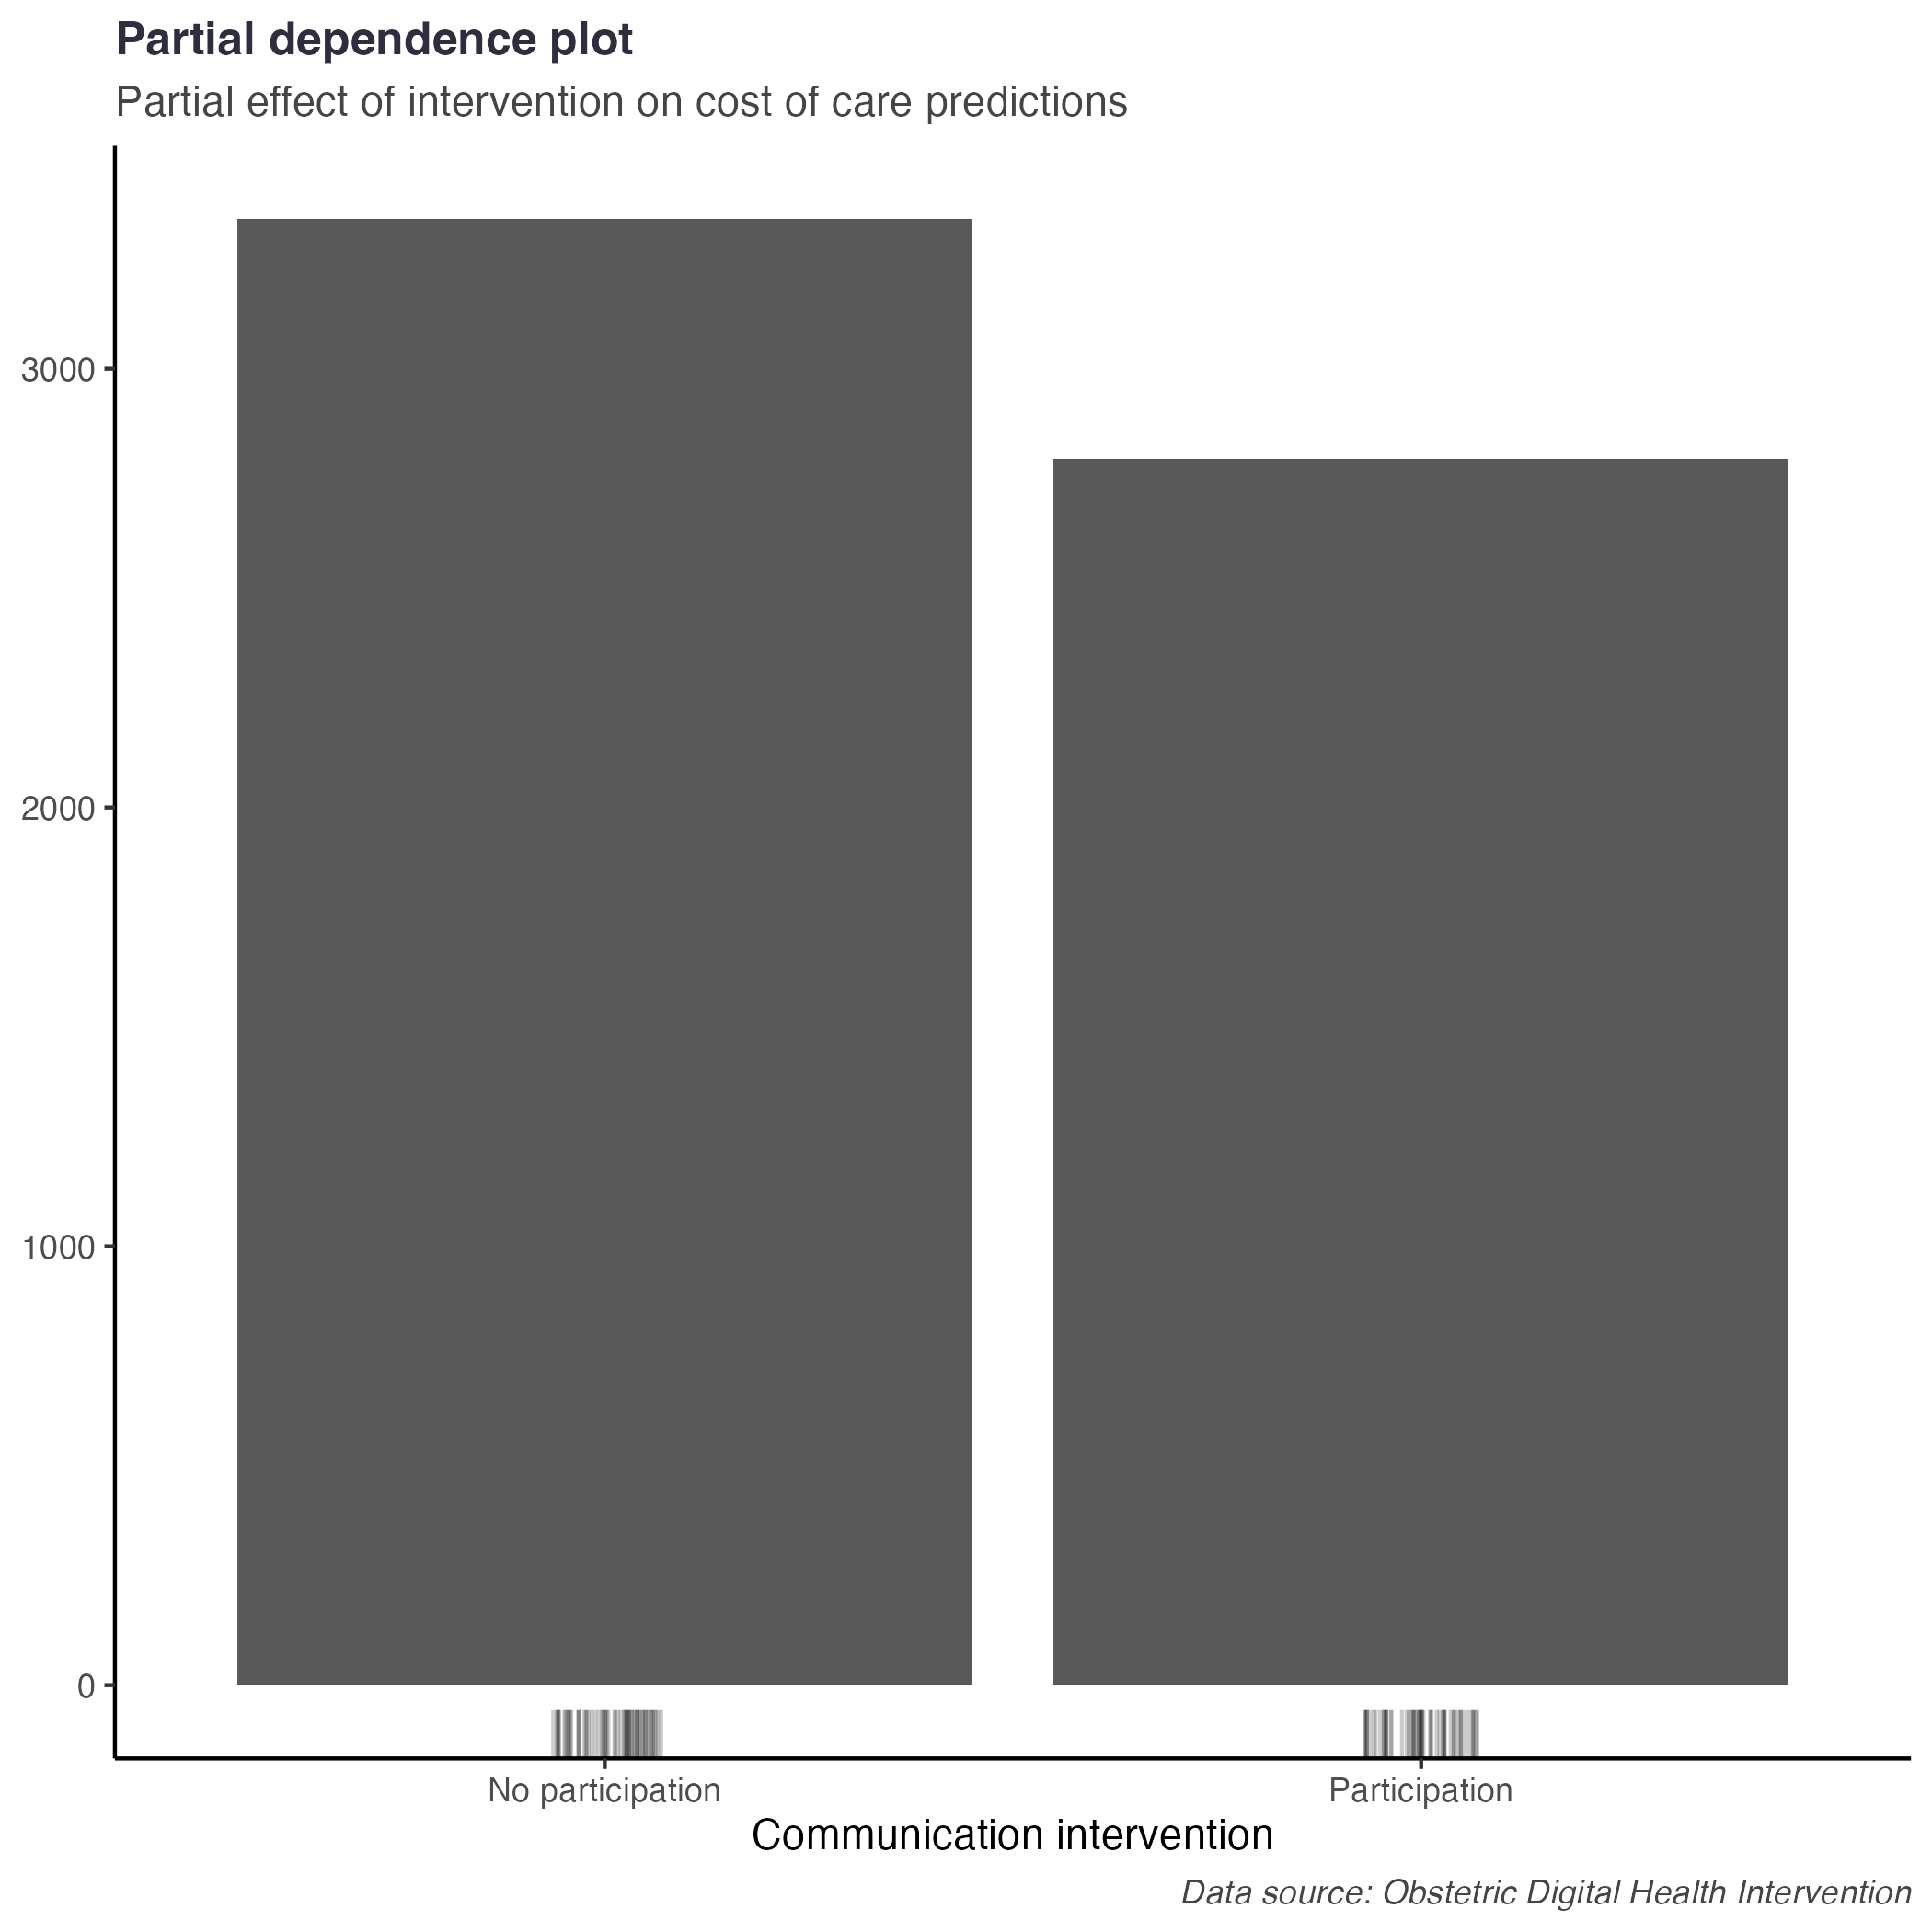 Partial dependence plot
Partial effect of intervention on cost of care predictions
3000
2000
1000
0
No participation
Participation
Communication intervention
Data source: Obstetric Digital Health Intervention